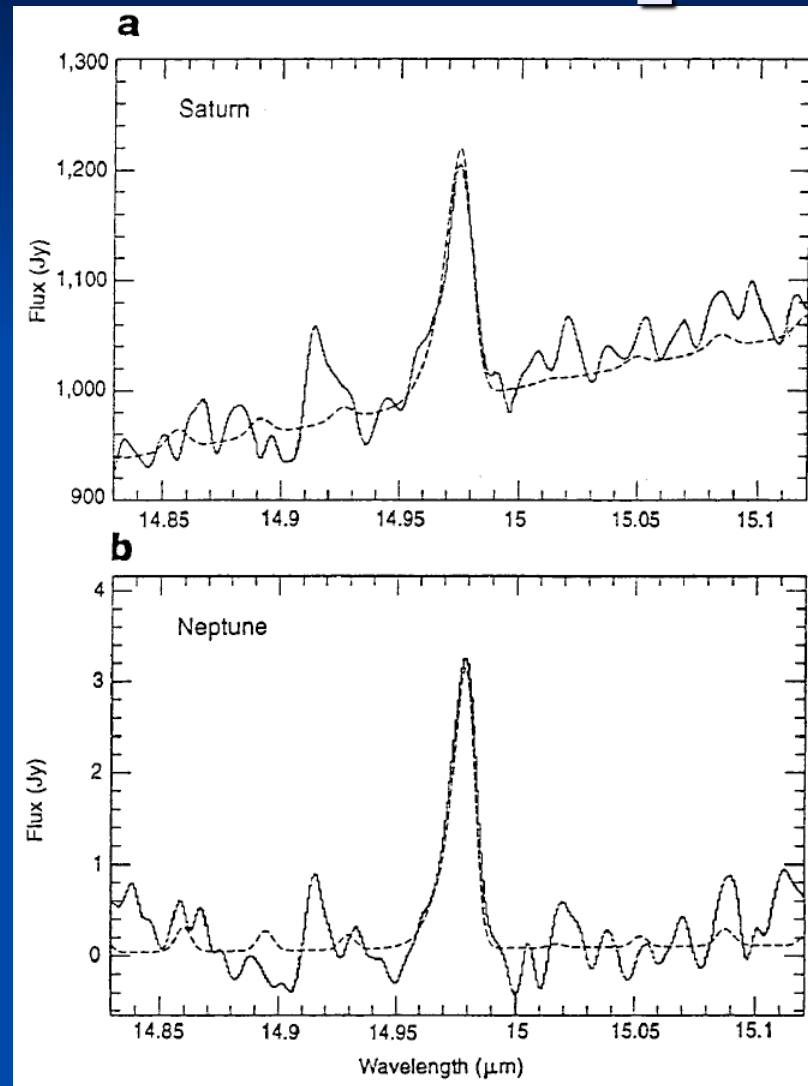 a
1,300
Saturn
1,200
1,100
1,000
900
Flux (Jy)
14.85 14.9 14.95 15 15.05 15.1
b
4
Neptune
3
2
1
0
Flux (Jy)
14.85 14.9 14.95 15 15.05 15.1
Wavelength (μm)